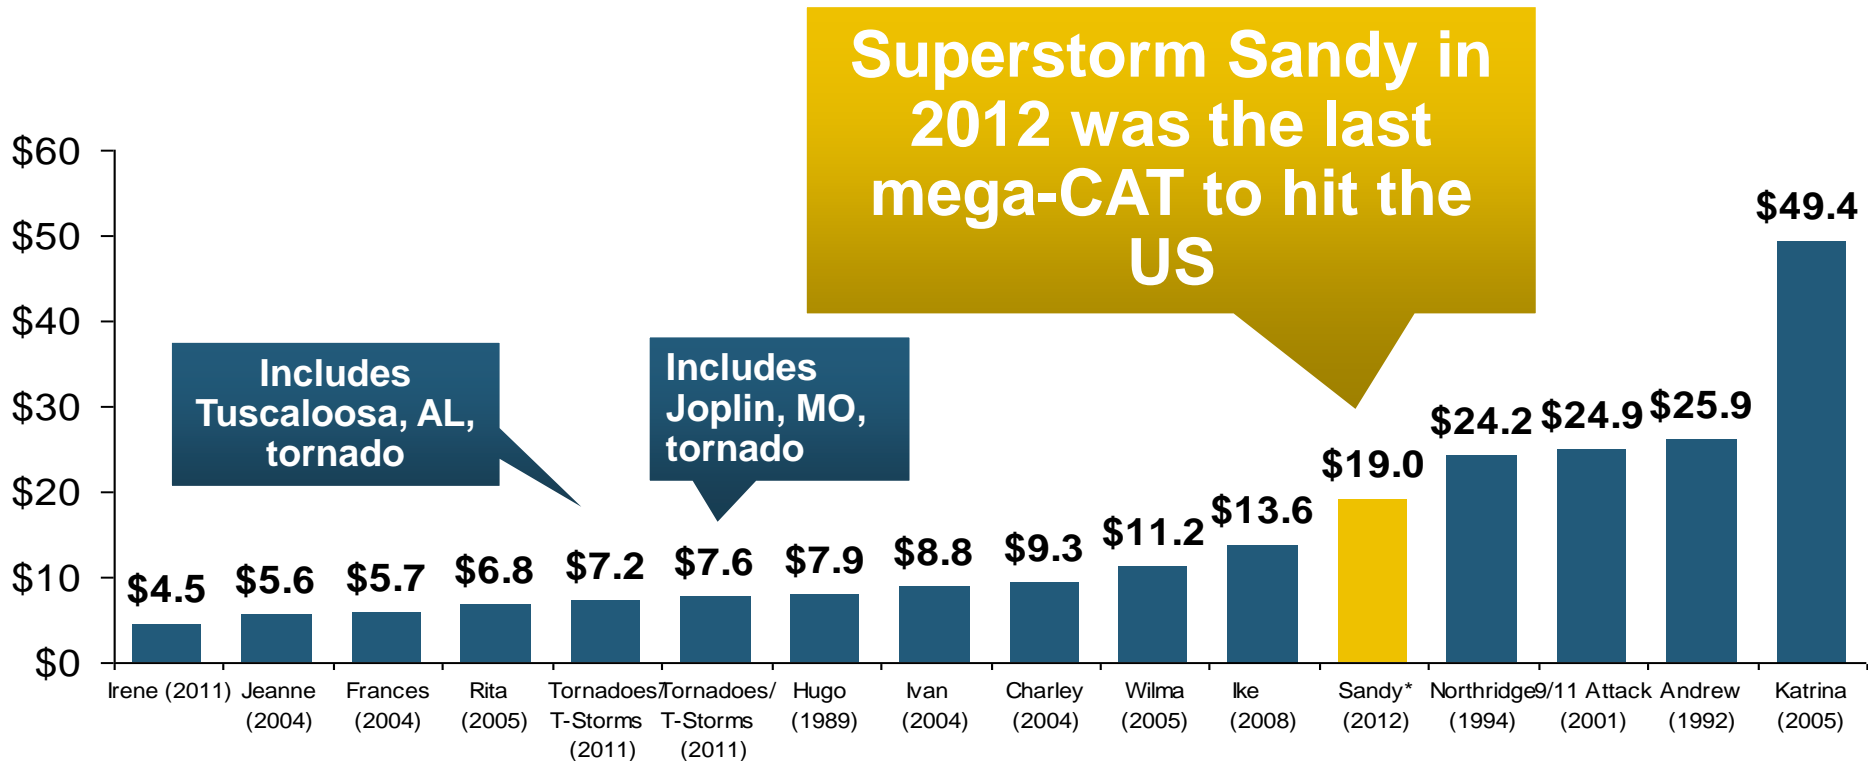 Superstorm Sandy in
2012 was the last
mega-CAT to hit the
US
$60
$50
$40
$30
$20
$10
$0
Includes
Tuscaloosa, AL,
tornado
Includes
Joplin, MO,
tornado
$4.5
$5.6
$5.7
$6.8
$7.2
$7.6
$7.9
$8.8
$9.3
$11.2
$13.6
$19.0
$24.2
$24.9
$25.9
$49.4
Irene (2011)
Jeanne
(2004)
Frances
(2004)
Rita
(2005)
Tornadoes/
T-Storms
(2011)
Tornadoes/
T-Storms
(2011)
Hugo
(1989)
Ivan
(2004)
Charley
(2004)
Wilma
(2005)
Ike
(2008)
Sandy*
(2012)
Northridge
(1994)
9/11 Attack
(2001)
Andrew
(1992)
Katrina
(2005)